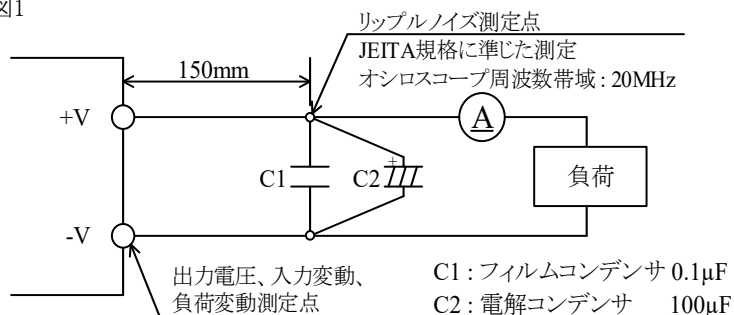 図1
リップルノイズ測定点
JEITA規格に準じた測定
オシロスコープ周波数帯域 : 20MHz
150mm
+V
A
C1
+
C2
負荷
-V
出力電圧、入力変動、
負荷変動測定点
C1 : フィルムコンデンサ 0.1μF
C2 : 電解コンデンサ 100μF